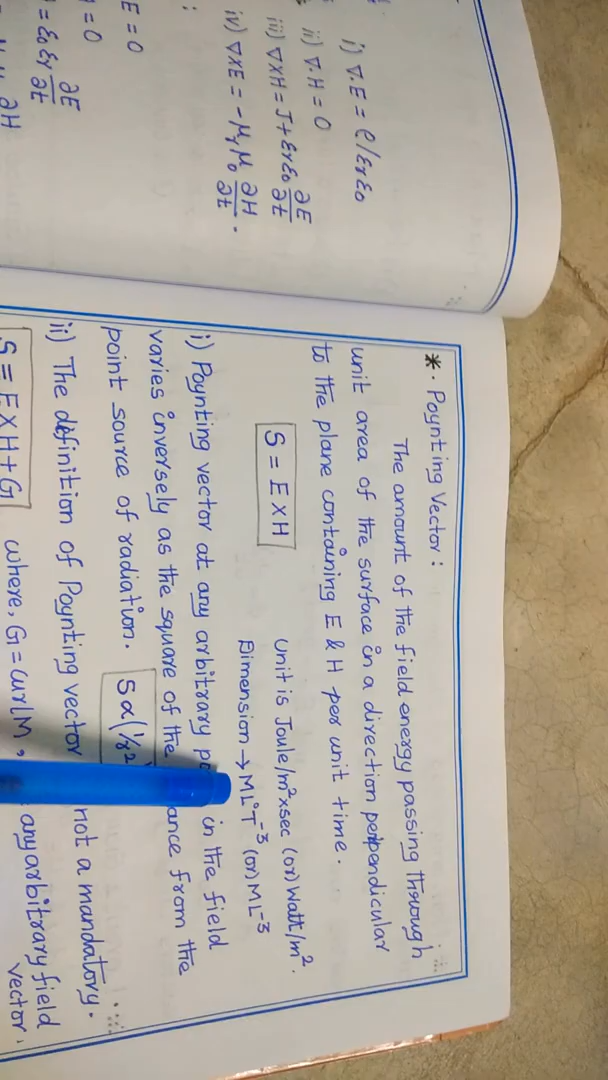 i) ∇.E = ρ/εrε0
ii) ∇.H = 0
iii) ∇XH = J + εrε0 ∂E/∂t
iv) ∇XE = -μrμ0 ∂H/∂t.
:
E = 0
= 0
= ε0 εr ∂E/∂t
∂H
*. Poynting Vector :
The amount of the field energy passing through
unit area of the surface in a direction perpendicular
to the plane containing E & H per unit time.
S = E X H
Unit is Joule/m²xsec (or) Watt/m².
Dimension → ML°T⁻³ (or) MT⁻³
i) Poynting vector at any arbitrary in the field
varies inversely as the square of the from the
point source of radiation. S α (1/r²
ii) The definition of Poynting vector not a mandatory.
S = E X H + G where, G = curl M, any arbitrary field
vector.